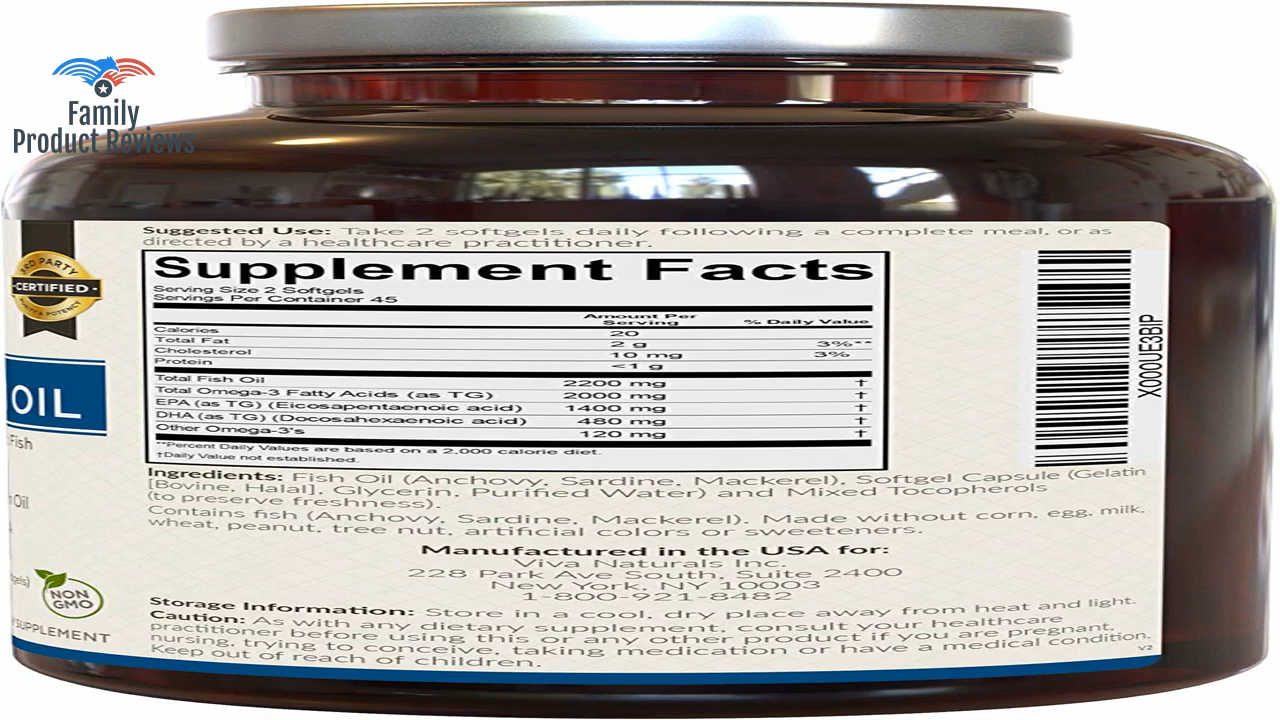 Family
Product Reviews
Suggested Use: Take 2 softgels daily following a complete meal, or as
directed by a healthcare practitioner.
3RD PARTY
CERTIFIED
PURITY & POTENCY
Supplement Facts
Serving Size 2 Softgels
Servings Per Container 45
Amount Per
Serving % Daily Value
Calories 20
Total Fat 2 g 3%**
Cholesterol 10 mg 3%
Protein <1 g
Total Fish Oil 2200 mg †
Total Omega-3 Fatty Acids (as TG) 2000 mg †
EPA (as TG) (Eicosapentaenoic acid) 1400 mg †
DHA (as TG) (Docosahexaenoic acid) 480 mg †
Other Omega-3's 120 mg †
**Percent Daily Values are based on a 2,000 calorie diet.
†Daily Value not established.
X000UE3BIP
OIL
Fish
Oil
Ingredients: Fish Oil (Anchovy, Sardine, Mackerel), Softgel Capsule (Gelatin
[Bovine, Halal], Glycerin, Purified Water) and Mixed Tocopherols
(to preserve freshness).
Contains fish (Anchovy, Sardine, Mackerel). Made without corn, egg, milk,
wheat, peanut, tree nut, artificial colors or sweeteners.
Manufactured in the USA for:
Viva Naturals Inc.
228 Park Ave South, Suite 2400
New York, NY 10003
1-800-921-8482
NON
GMO
SUPPLEMENT
Storage Information: Store in a cool, dry place away from heat and light.
Caution: As with any dietary supplement, consult your healthcare
practitioner before using this or any other product if you are pregnant,
nursing, trying to conceive, taking medication or have a medical condition.
Keep out of reach of children.
V2